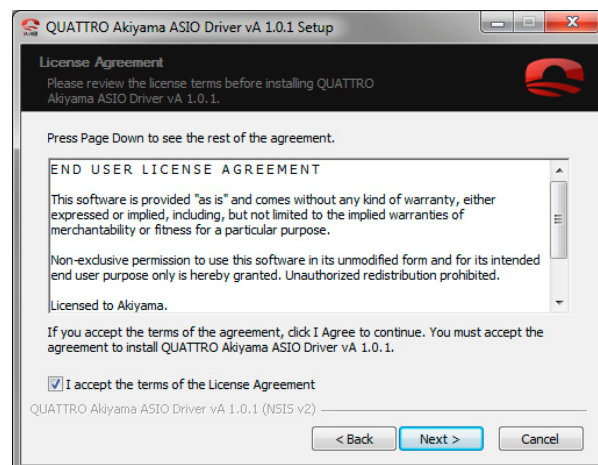 QUATTRO Akiyama ASIO Driver vA 1.0.1 Setup
License Agreement
Please review the license terms before installing QUATTRO
Akiyama ASIO Driver vA 1.0.1.
Press Page Down to see the rest of the agreement.
END USER LICENSE AGREEMENT
This software is provided "as is" and comes without any kind of warranty, either
expressed or implied, including, but not limited to the implied warranties of
merchantability or fitness for a particular purpose.
Non-exclusive permission to use this software in its unmodified form and for its intended
end user purpose only is hereby granted. Unauthorized redistribution prohibited.
Licensed to Akiyama.
If you accept the terms of the agreement, click I Agree to continue. You must accept the
agreement to install QUATTRO Akiyama ASIO Driver vA 1.0.1.
I accept the terms of the License Agreement
QUATTRO Akiyama ASIO Driver vA 1.0.1 (NSIS v2)
< Back Next > Cancel